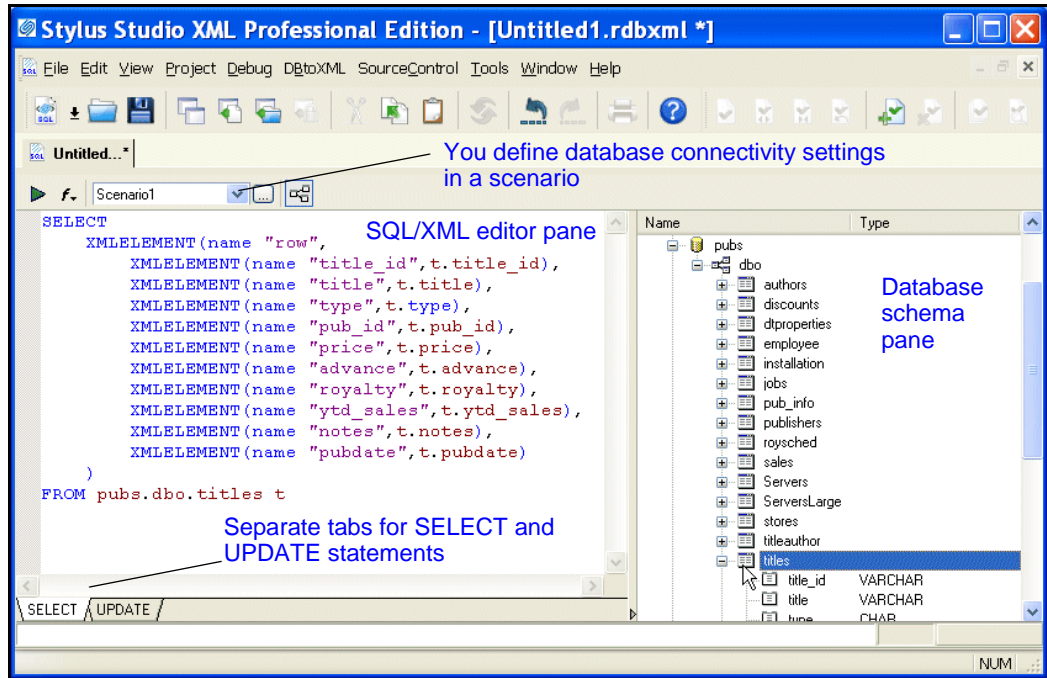 Stylus Studio XML Professional Edition - [Untitled1.rdbxml *]
File Edit View Project Debug DBtoXML SourceControl Tools Window Help
SQL
SQL Untitled...*
You define database connectivity settings
in a scenario
f Scenario1 ...
SELECT
XMLELEMENT(name "row",
XMLELEMENT(name "title_id",t.title_id),
XMLELEMENT(name "title",t.title),
XMLELEMENT(name "type",t.type),
XMLELEMENT(name "pub_id",t.pub_id),
XMLELEMENT(name "price",t.price),
XMLELEMENT(name "advance",t.advance),
XMLELEMENT(name "royalty",t.royalty),
XMLELEMENT(name "ytd_sales",t.ytd_sales),
XMLELEMENT(name "notes",t.notes),
XMLELEMENT(name "pubdate",t.pubdate)
)
FROM pubs.dbo.titles t
SQL/XML editor pane
Separate tabs for SELECT and
UPDATE statements
SELECT UPDATE
Name Type
pubs
dbo
authors
discounts
dtproperties
employee
installation
jobs
pub_info
publishers
roysched
sales
Servers
ServersLarge
stores
titleauthor
titles
title_id VARCHAR
title VARCHAR
type CHAR
Database
schema
pane
NUM